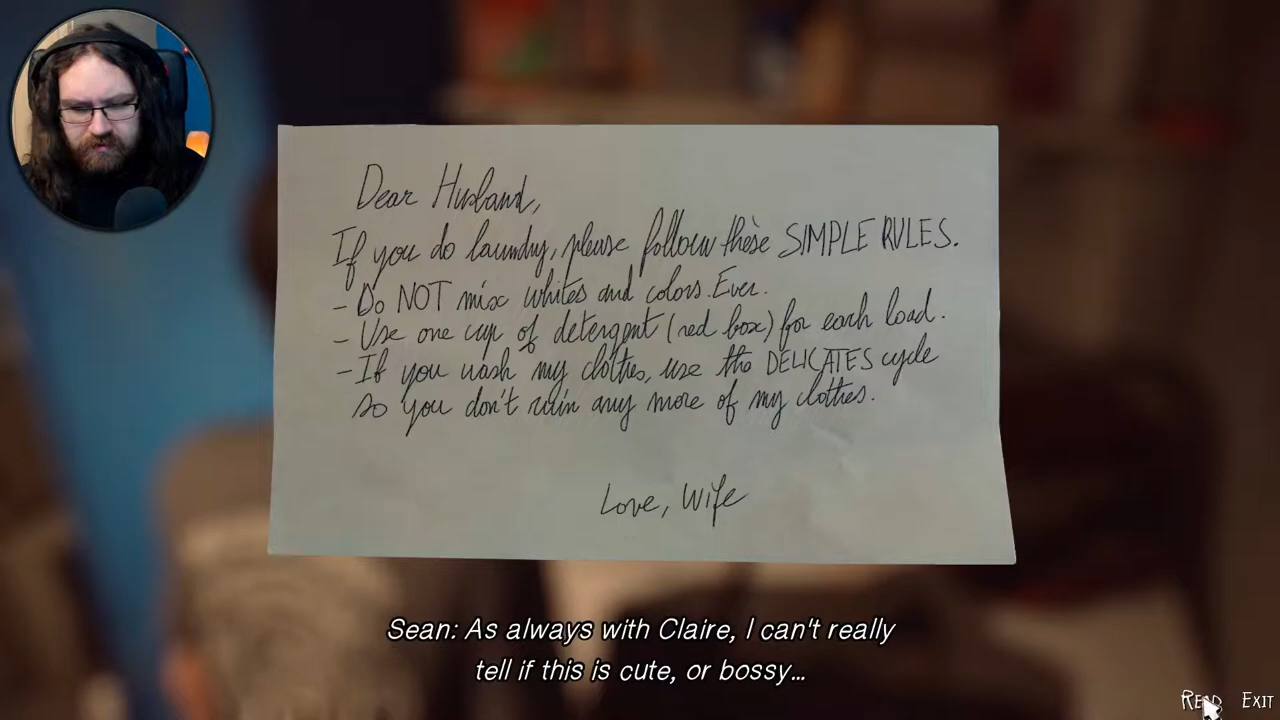 Dear Husband,
If you do laundry, please follow these SIMPLE RULES.
- Do NOT mix whites and colors. Ever.
- Use one cup of detergent (red box) for each load.
- If you wash my clothes, use the DELICATES cycle
so you don't ruin any more of my clothes.
Love, Wife
Sean: As always with Claire, I can't really
tell if this is cute, or bossy...
READ EXIT